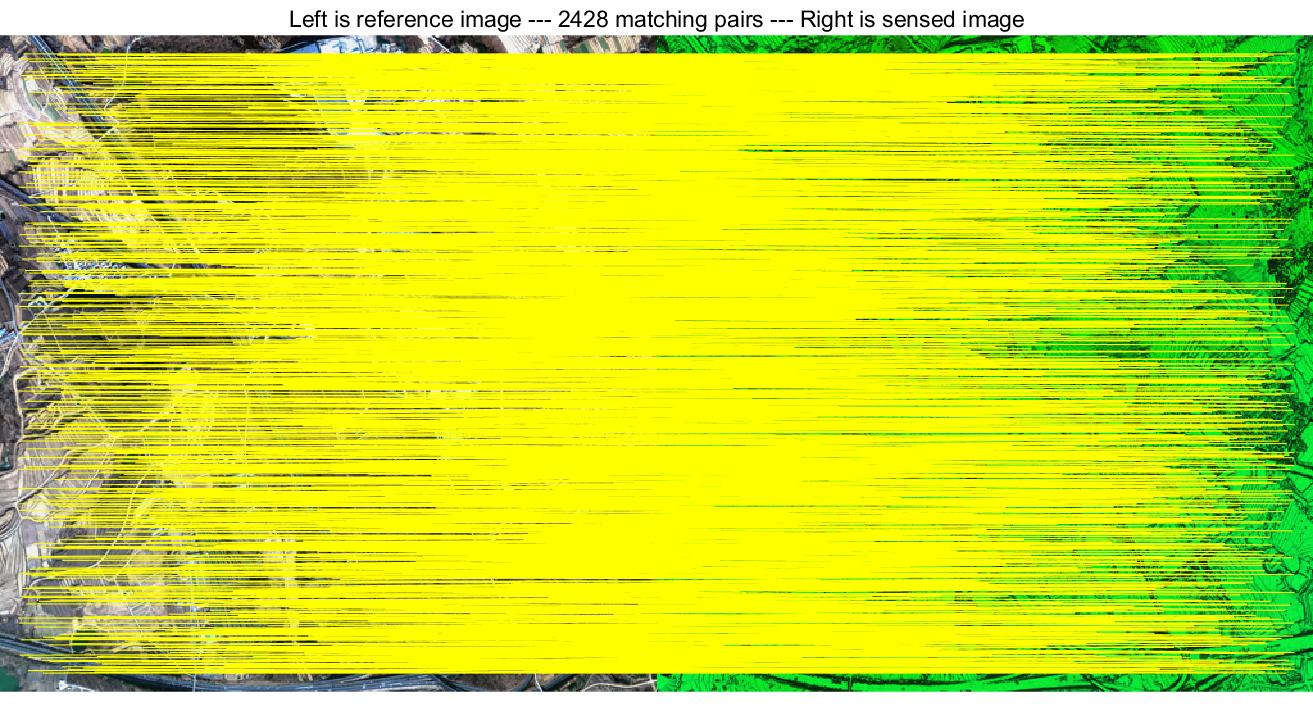 Left is reference image --- 2428 matching pairs --- Right is sensed image